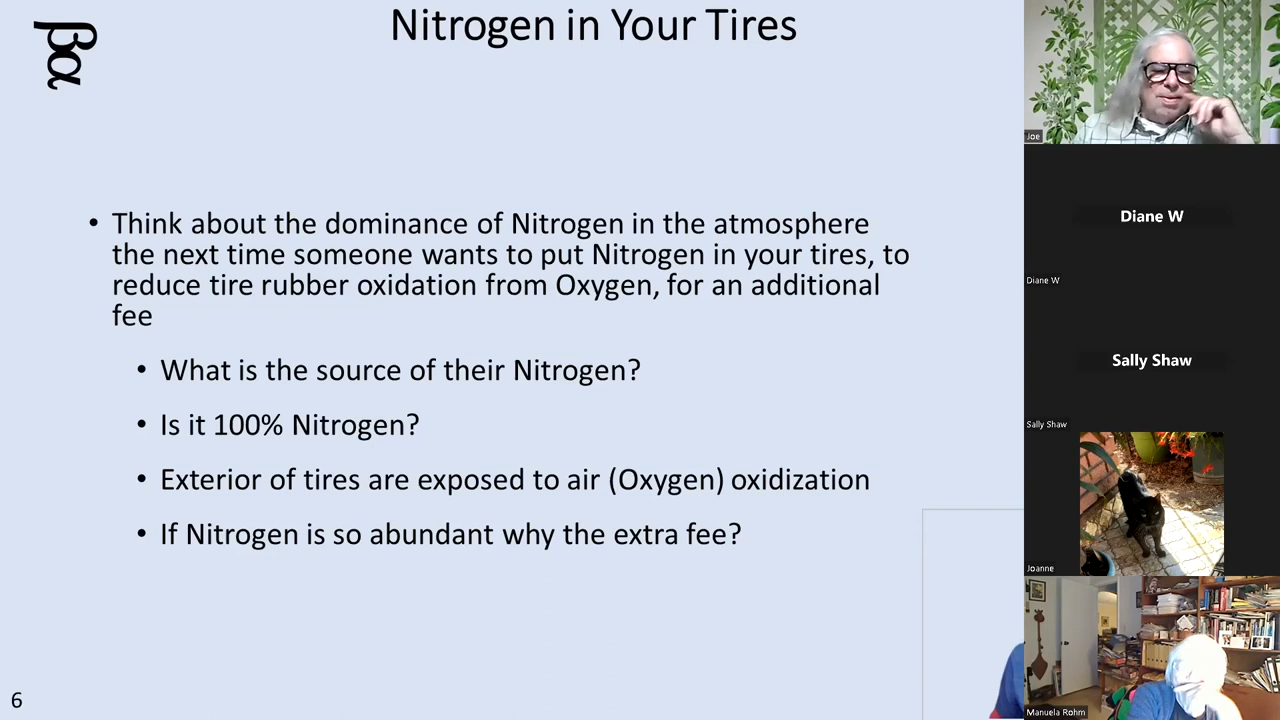 βα
Nitrogen in Your Tires
• Think about the dominance of Nitrogen in the atmosphere
the next time someone wants to put Nitrogen in your tires, to
reduce tire rubber oxidation from Oxygen, for an additional
fee
• What is the source of their Nitrogen?
• Is it 100% Nitrogen?
• Exterior of tires are exposed to air (Oxygen) oxidization
• If Nitrogen is so abundant why the extra fee?
6
Joe
Diane W
Diane W
Sally Shaw
Sally Shaw
Joanne
Manuela Rohm